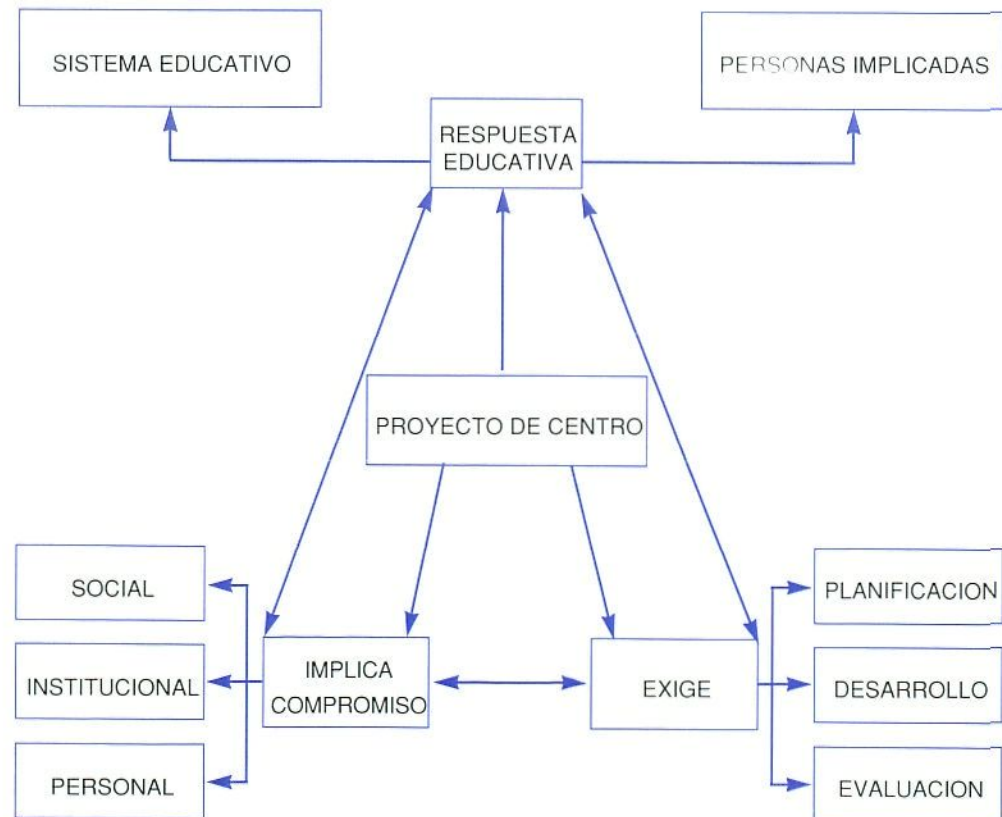 SISTEMA EDUCATIVO
PERSONAS IMPLICADAS
RESPUESTA
EDUCATIVA
PROYECTO DE CENTRO
SOCIAL
INSTITUCIONAL
PERSONAL
IMPLICA
COMPROMISO
EXIGE
PLANIFICACION
DESARROLLO
EVALUACION